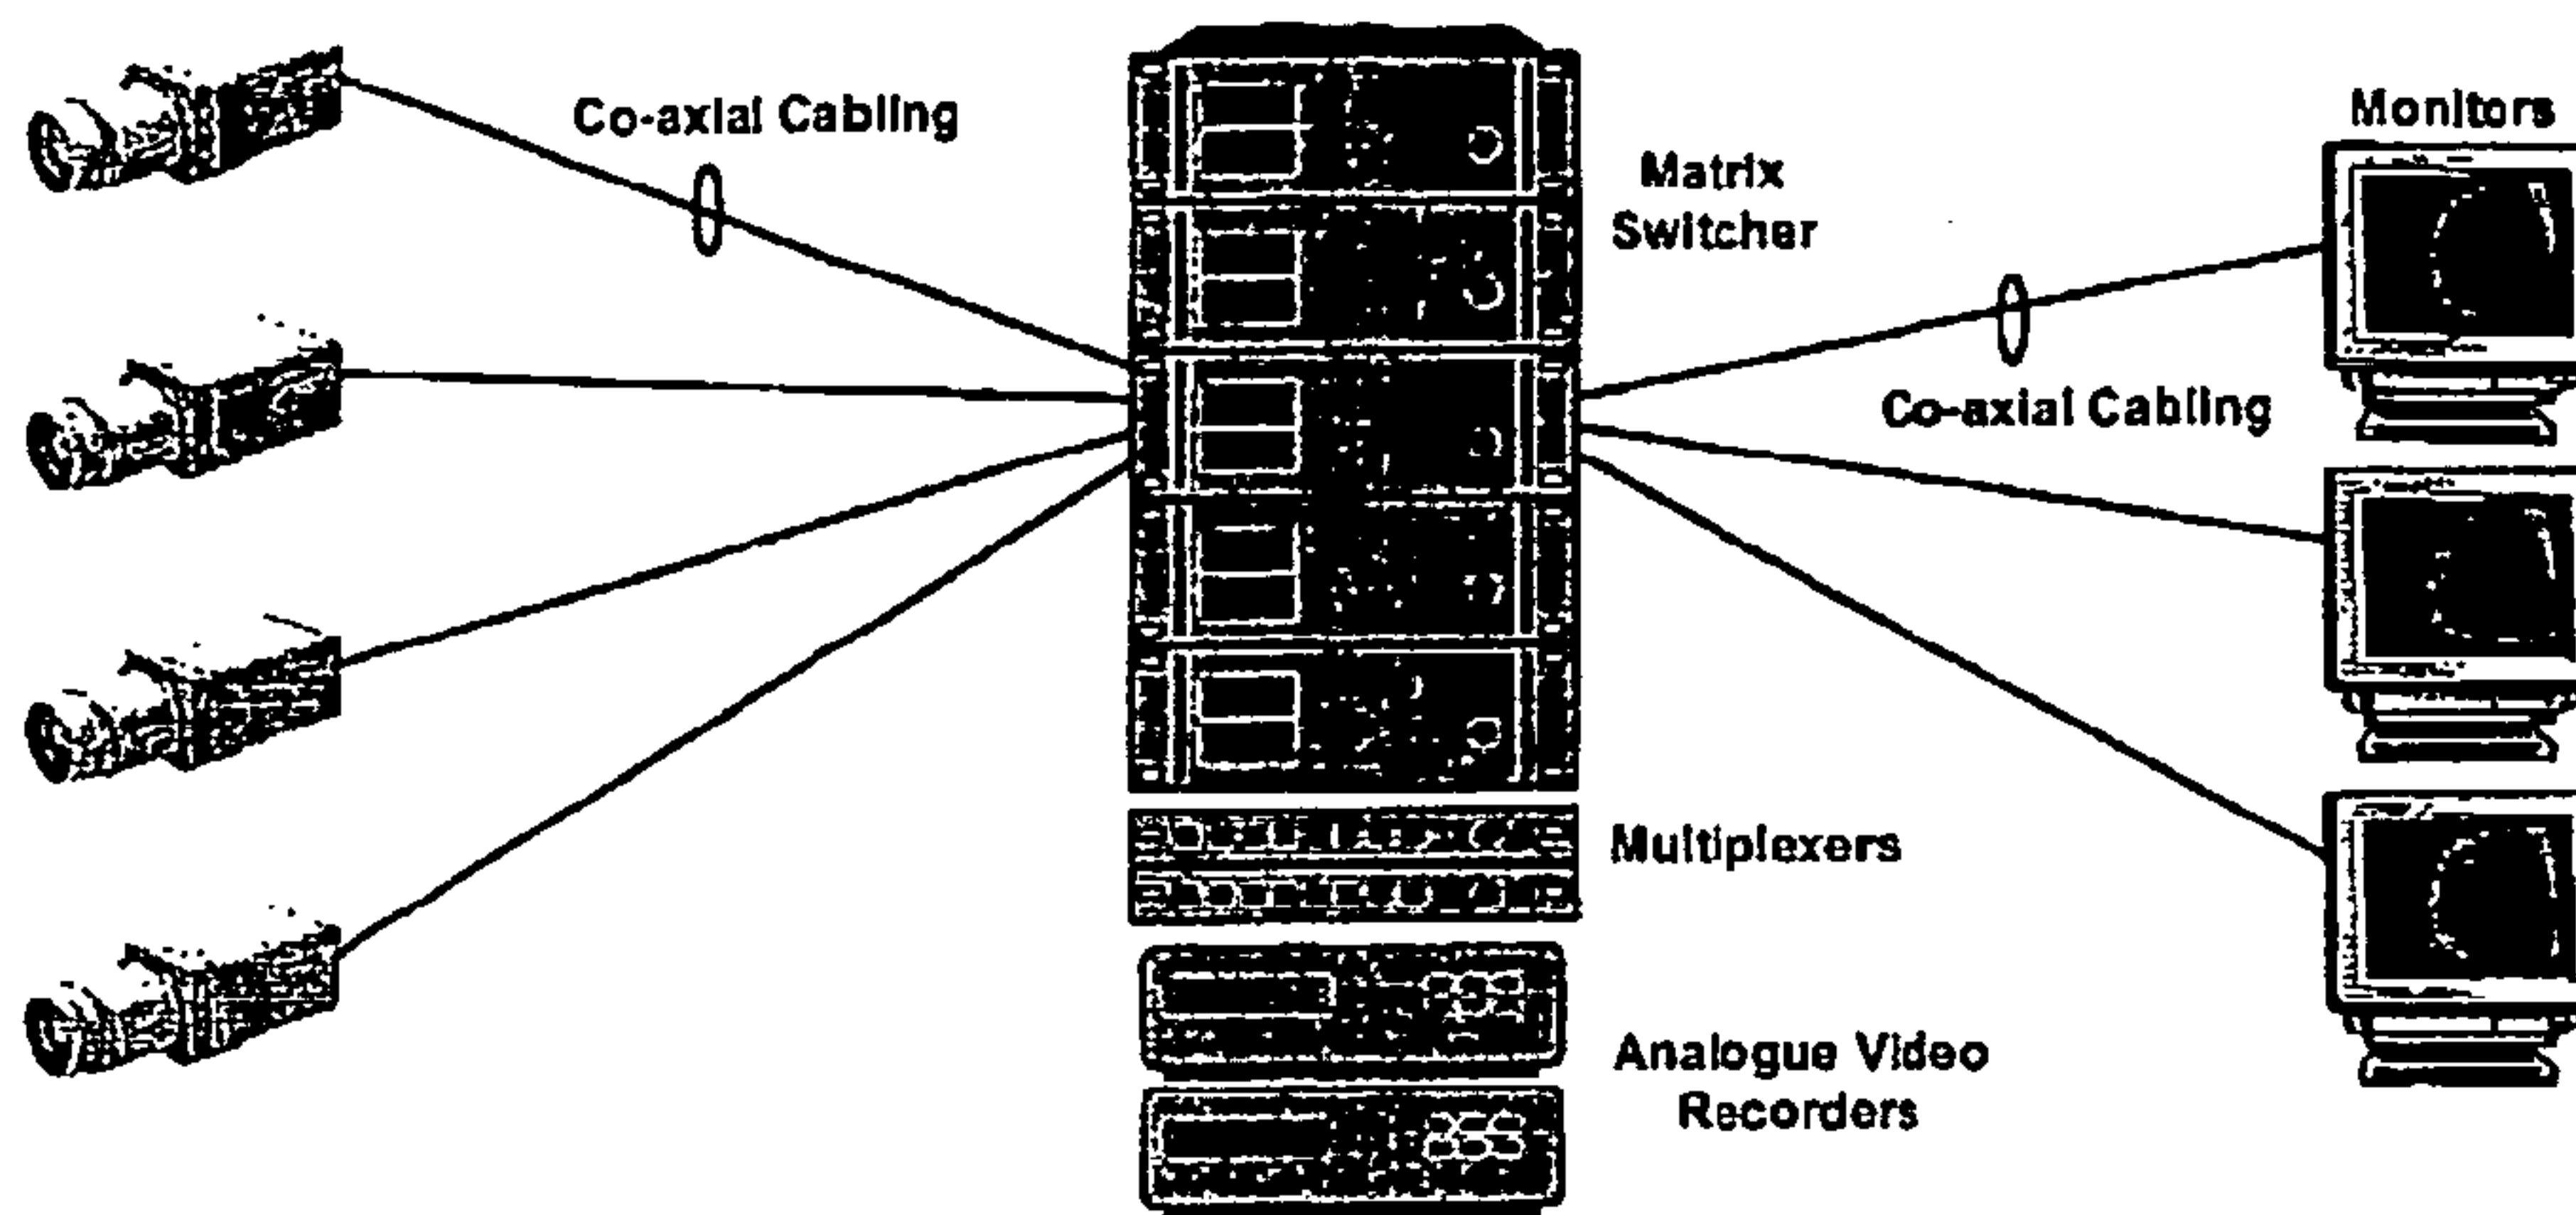 Co-axial Cabling
Matrix
Switcher
Monitors
Co-axial Cabling
Multiplexers
Analogue Video
Recorders